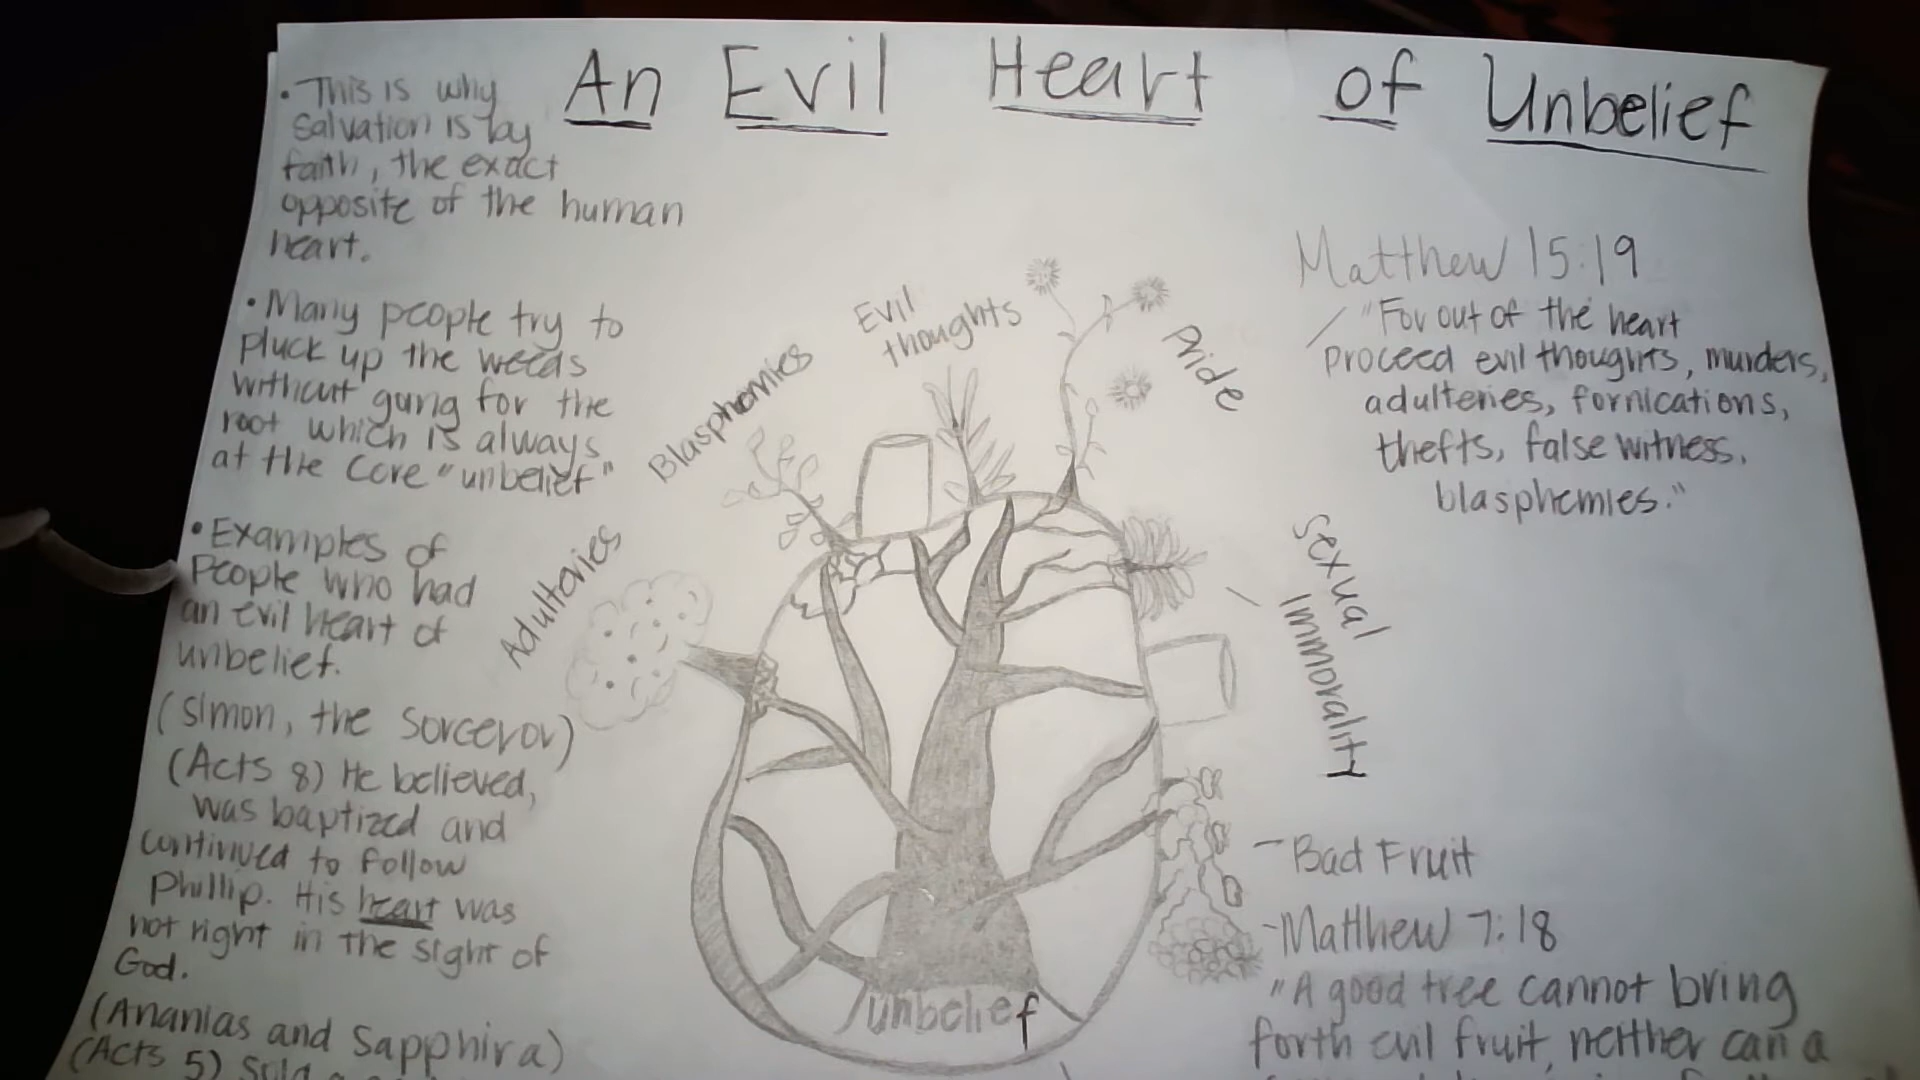 An Evil Heart of Unbelief
• This is why
salvation is by
faith, the exact
opposite of the human
heart.
• Many people try to
pluck up the weeds
without going for the
root which is always
at the core "unbelief"
• Examples of
People who had
an evil heart of
unbelief.
(Simon, the Sorceror)
(Acts 8) He believed,
was baptized and
continued to follow
Phillip. His heart was
not right in the sight of
God.
(Ananias and Sapphira)
(Acts 5) Sold
Adulteries
Blasphemies
Evil
thoughts
Pride
Sexual
Immorality
unbelief
Matthew 15:19
"For out of the heart
proceed evil thoughts, murders,
adulteries, fornications,
thefts, false witness,
blasphemies."
- Bad Fruit
- Matthew 7:18
"A good tree cannot bring
forth evil fruit, neither can a